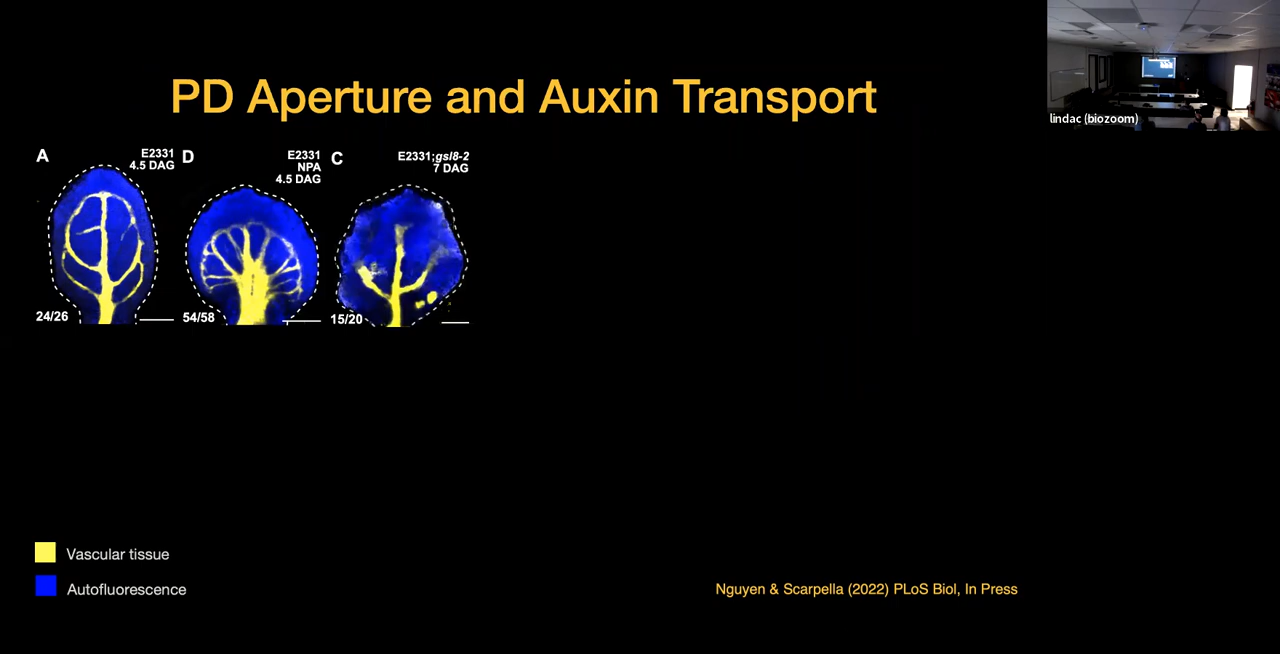 PD Aperture and Auxin Transport
lindac (biozoom)
A
E2331
4.5 DAG
D
E2331
NPA
4.5 DAG
C
E2331;gsl8-2
7 DAG
24/26
54/58
15/20
Vascular tissue
Autofluorescence
Nguyen & Scarpella (2022) PLoS Biol, In Press